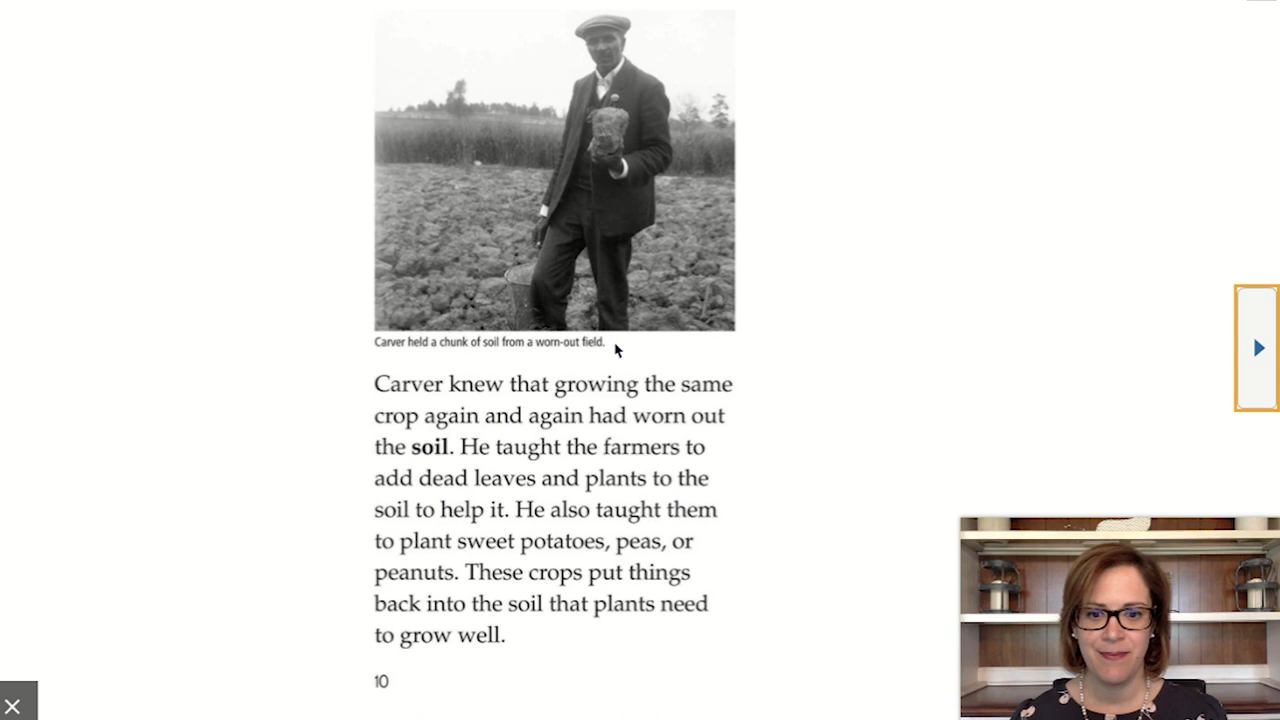 Carver held a chunk of soil from a worn-out field.
Carver knew that growing the same
crop again and again had worn out
the soil. He taught the farmers to
add dead leaves and plants to the
soil to help it. He also taught them
to plant sweet potatoes, peas, or
peanuts. These crops put things
back into the soil that plants need
to grow well.
10